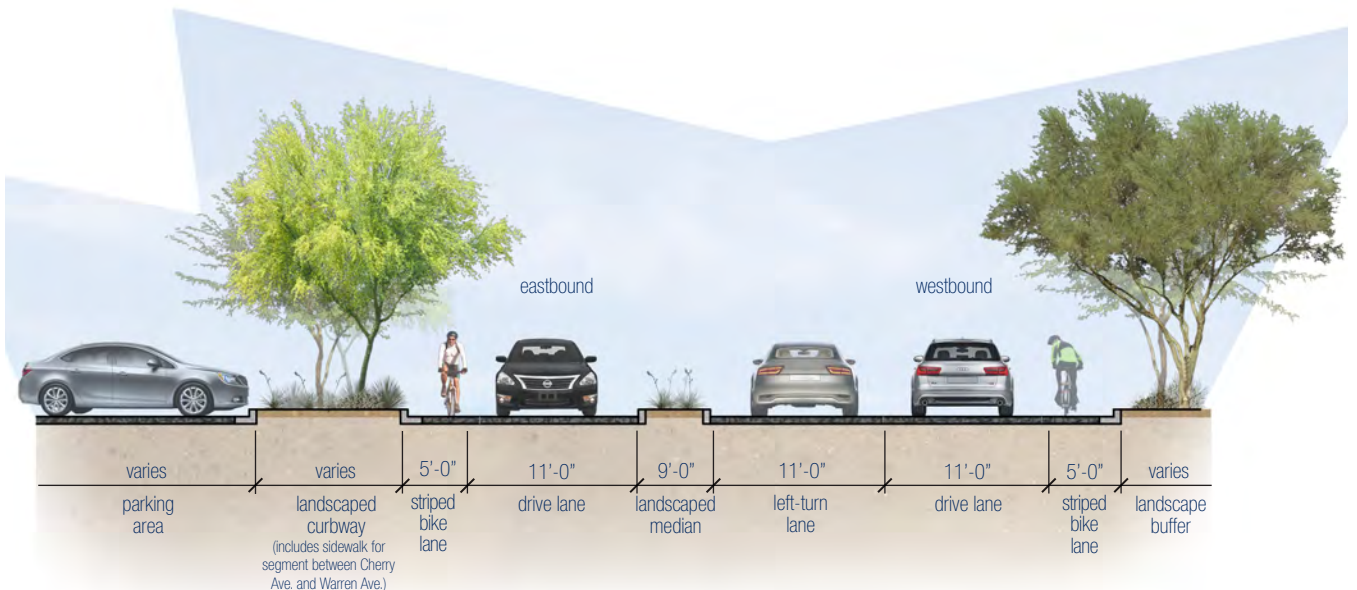 eastbound
westbound
varies
varies
5'-0"
11'-0"
9'-0"
11'-0"
11'-0"
5'-0"
varies
parking
area
landscaped
curbway
(includes sidewalk for
segment between Cherry
Ave. and Warren Ave.)
striped
bike
lane
drive lane
landscaped
median
left-turn
lane
drive lane
striped
bike
lane
landscape
buffer